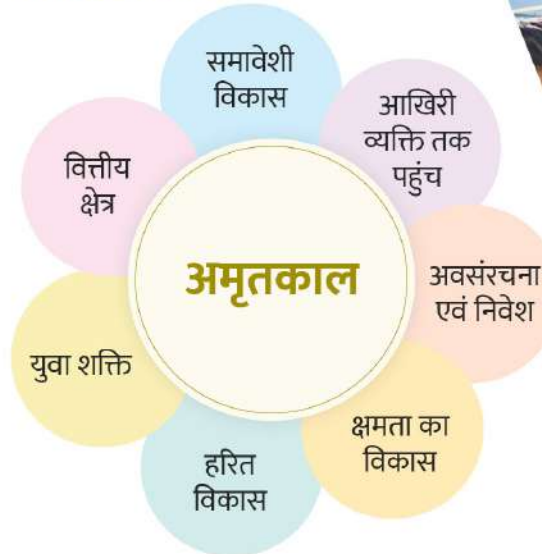 समावेशी
विकास
आखिरी
व्यक्ति तक
पहुंच
अवसंरचना
एवं निवेश
क्षमता का
विकास
हरित
विकास
युवा शक्ति
वित्तीय
क्षेत्र
अमृतकाल